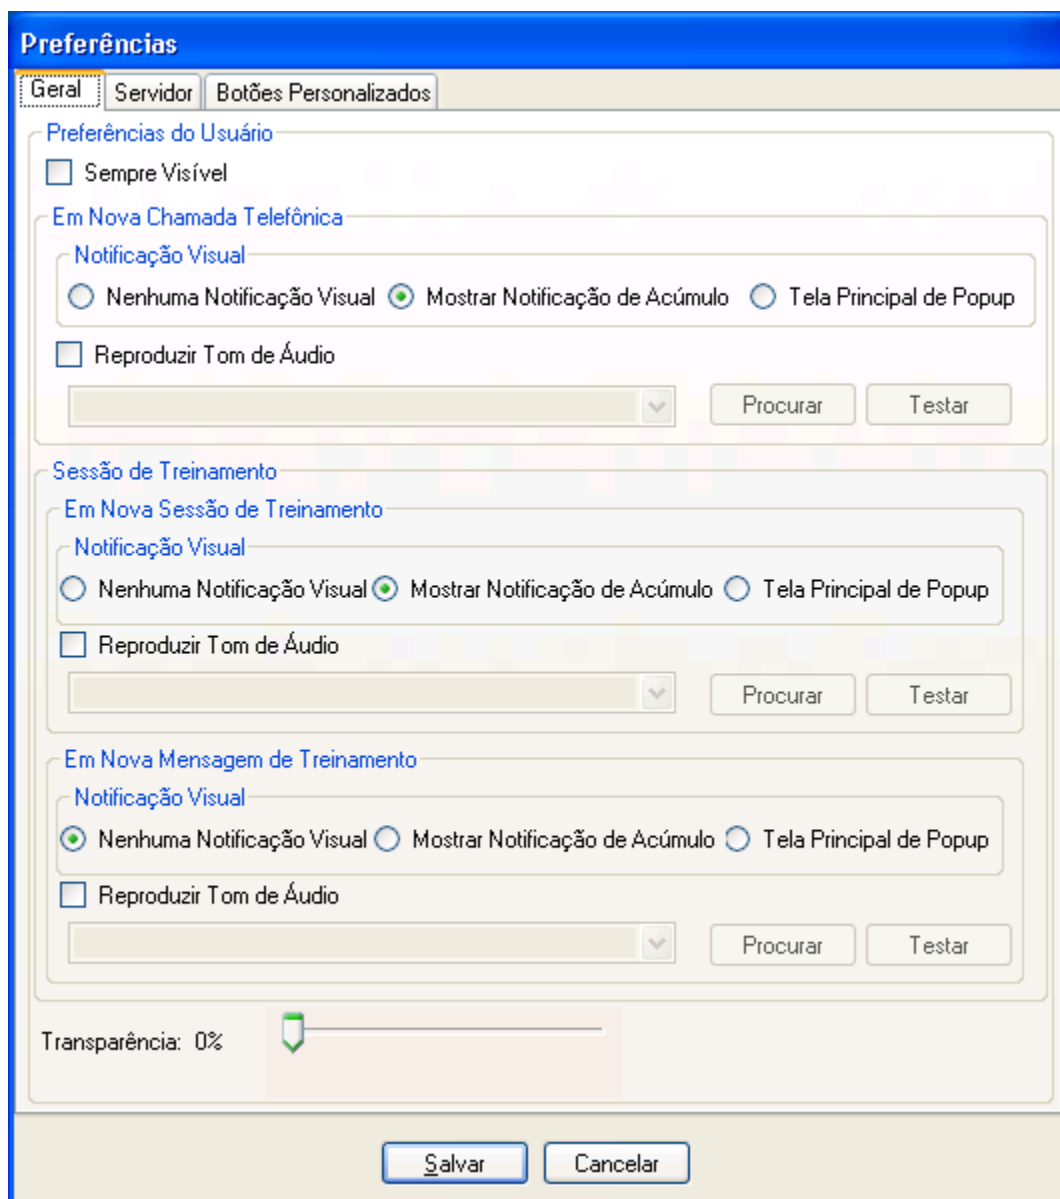 Preferências
Geral Servidor Botões Personalizados
Preferências do Usuário
Sempre Visível
Em Nova Chamada Telefônica
Notificação Visual
Nenhuma Notificação Visual Mostrar Notificação de Acúmulo Tela Principal de Popup
Reproduzir Tom de Áudio
Procurar Testar
Sessão de Treinamento
Em Nova Sessão de Treinamento
Notificação Visual
Nenhuma Notificação Visual Mostrar Notificação de Acúmulo Tela Principal de Popup
Reproduzir Tom de Áudio
Procurar Testar
Em Nova Mensagem de Treinamento
Notificação Visual
Nenhuma Notificação Visual Mostrar Notificação de Acúmulo Tela Principal de Popup
Reproduzir Tom de Áudio
Procurar Testar
Transparência: 0%
Salvar Cancelar